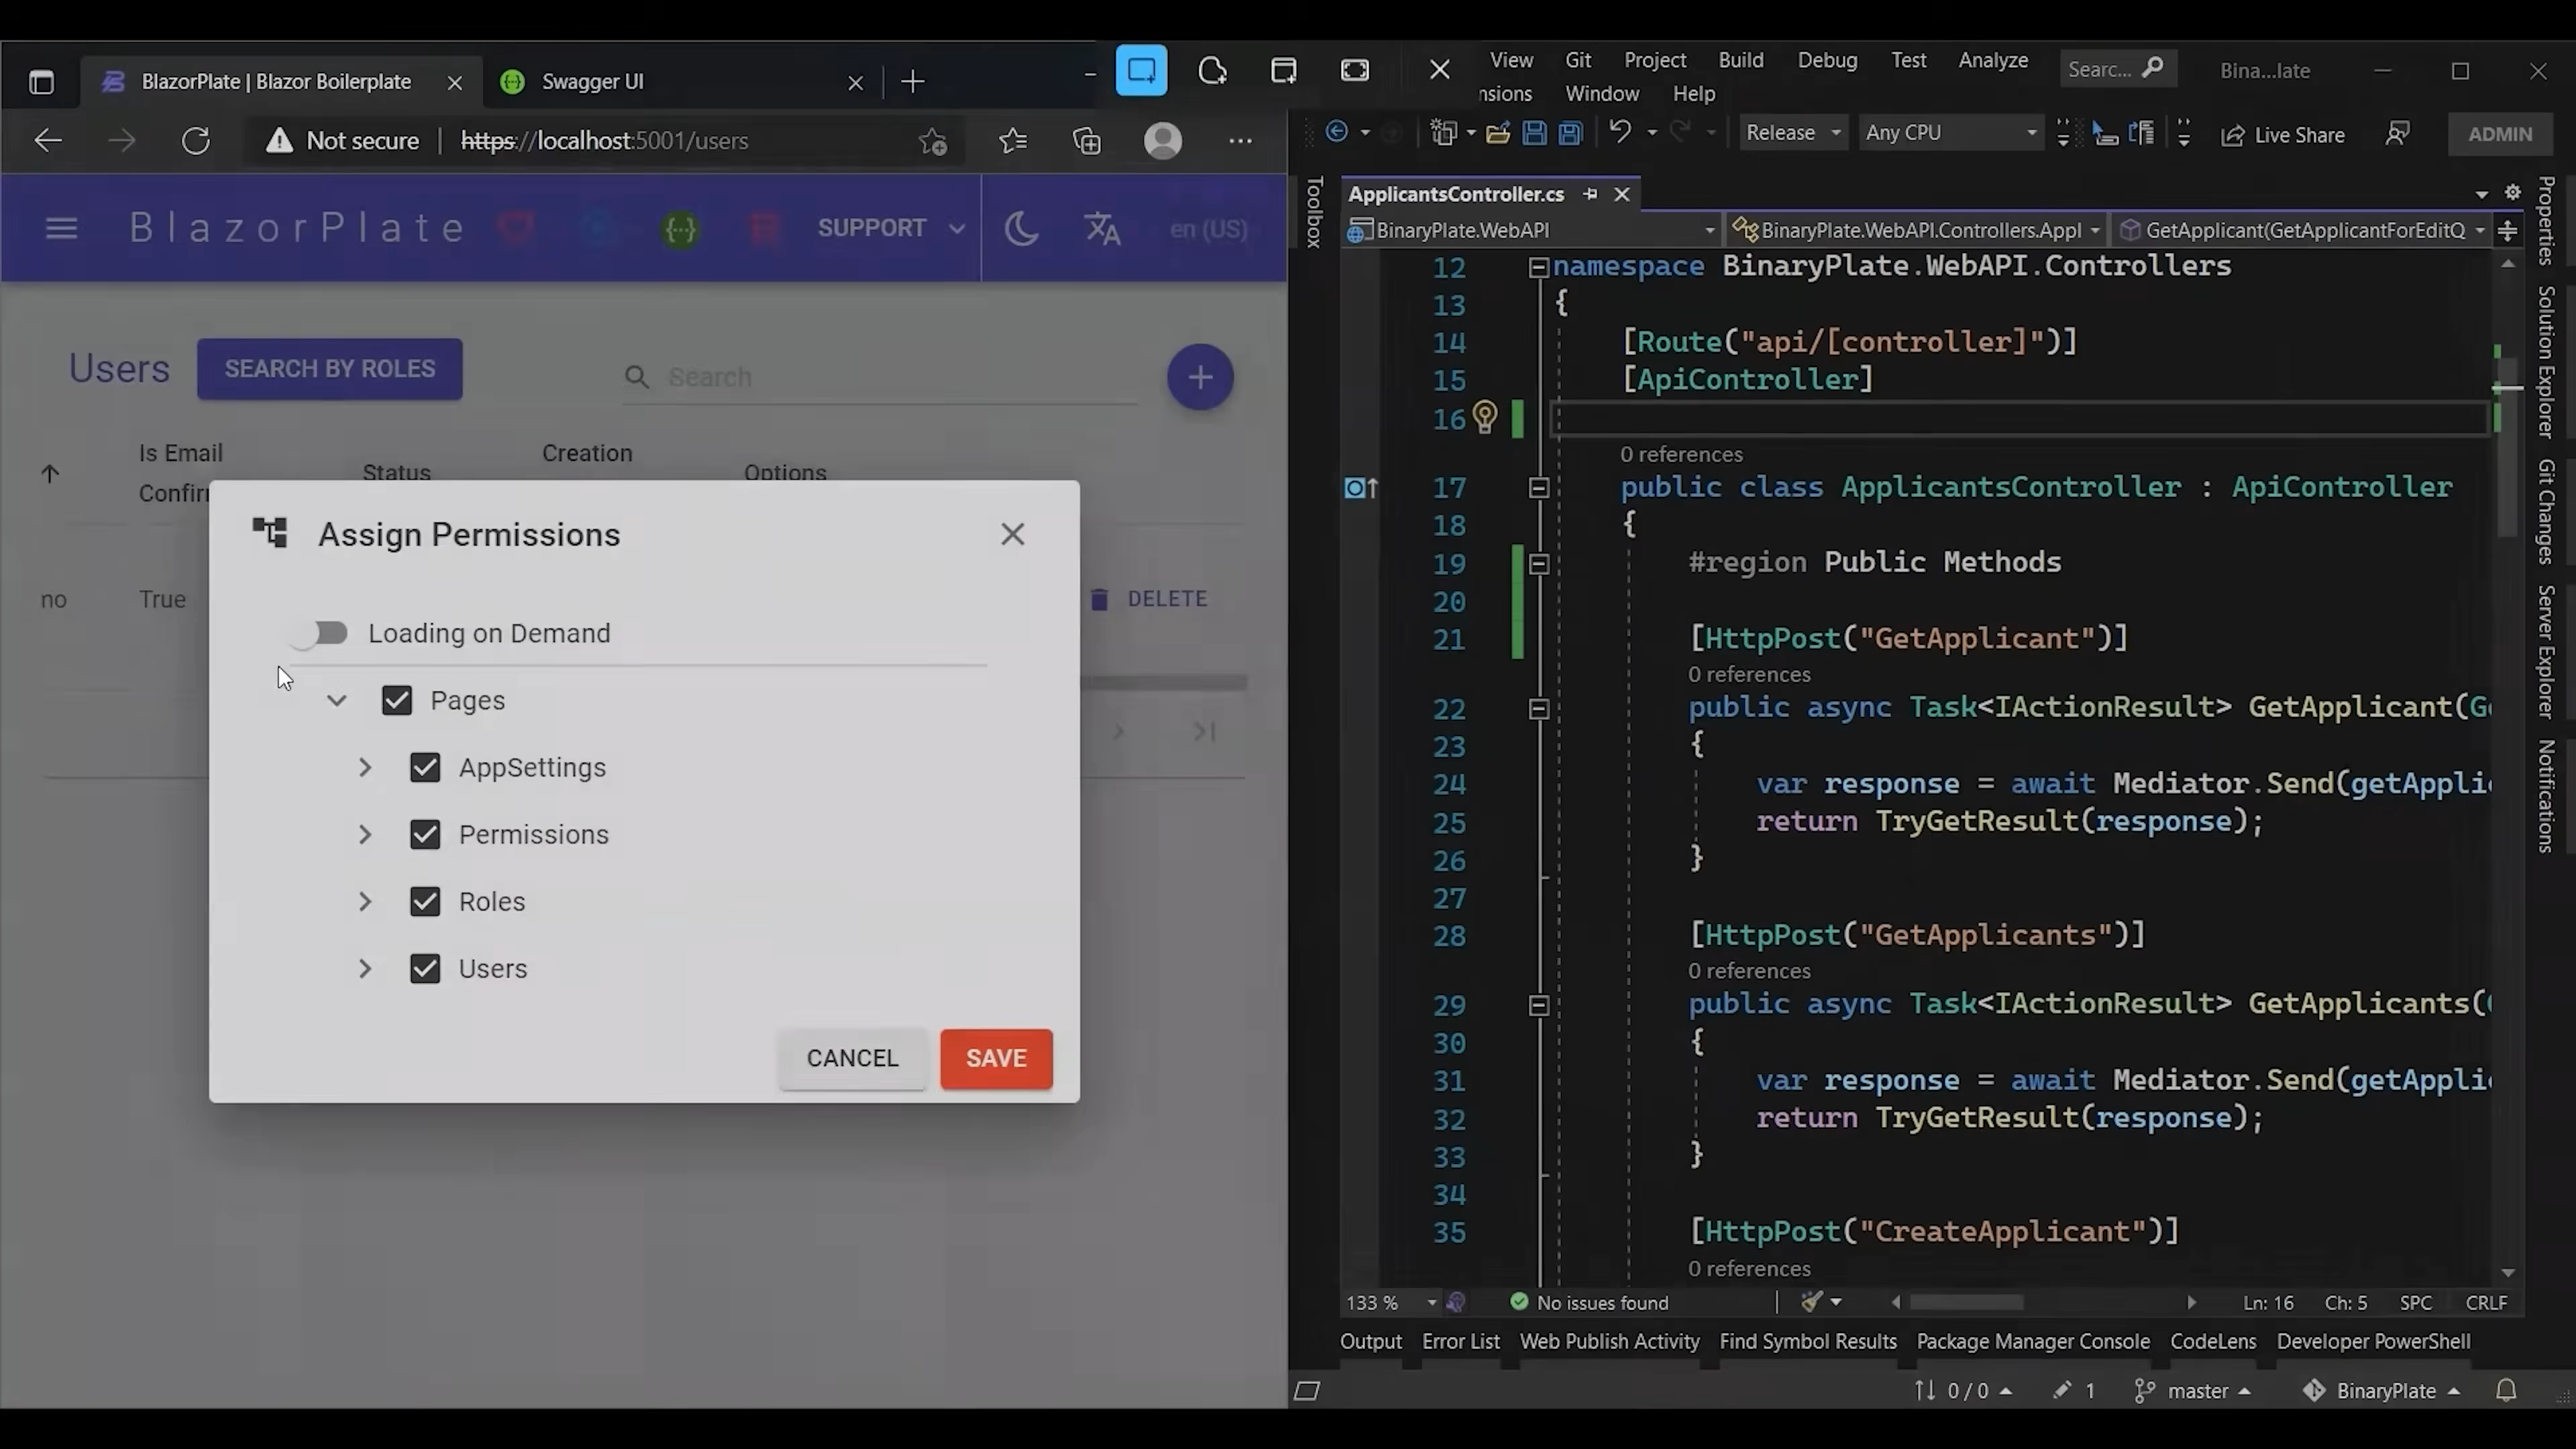 BlazorPlate | Blazor Boilerplate
Swagger UI
Not secure
https://localhost:5001/users
BlazorPlate
SUPPORT
en (US)
Users
SEARCH BY ROLES
Search
Is Email
Status
Creation
Options
no
True
DELETE
Assign Permissions
Loading on Demand
Pages
AppSettings
Permissions
Roles
Users
CANCEL
SAVE
View Git Project Build Debug Test Analyze
Searc...
Bina...late
nsions Window Help
Release
Any CPU
Live Share
ADMIN
Toolbox
ApplicantsController.cs
BinaryPlate.WebAPI
BinaryPlate.WebAPI.Controllers.Appl
GetApplicant(GetApplicantForEditQ
12 namespace BinaryPlate.WebAPI.Controllers
13 {
14 [Route("api/[controller]")]
15 [ApiController]
16
0 references
17 public class ApplicantsController : ApiController
18 {
19 #region Public Methods
20
21 [HttpPost("GetApplicant")]
0 references
22 public async Task<IActionResult> GetApplicant(G
23 {
24 var response = await Mediator.Send(getAppli
25 return TryGetResult(response);
26 }
27
28 [HttpPost("GetApplicants")]
0 references
29 public async Task<IActionResult> GetApplicants(
30 {
31 var response = await Mediator.Send(getAppli
32 return TryGetResult(response);
33 }
34
35 [HttpPost("CreateApplicant")]
0 references
133 %
No issues found
Ln: 16 Ch: 5 SPC CRLF
Output Error List Web Publish Activity Find Symbol Results Package Manager Console CodeLens Developer PowerShell
0 / 0
1
master
BinaryPlate
Properties
Solution Explorer
Git Changes
Server Explorer
Notifications